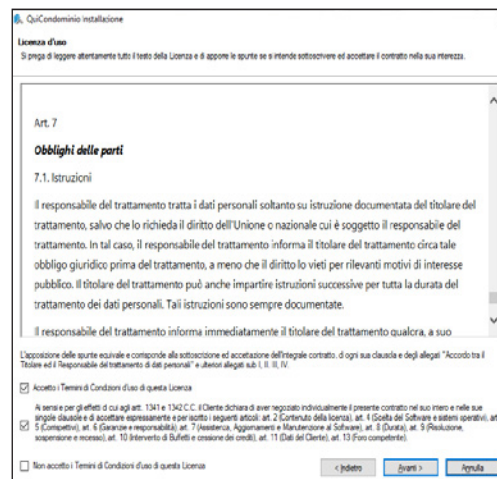 QuiCondominio installazione
Licenza d'uso
Si prega di leggere attentamente tutto il testo della Licenza e di apporre le spunte se si intende sottoscrivere ed accettare il contratto nella sua interezza.
Art. 7
Obblighi delle parti
7.1. Istruzioni
Il responsabile del trattamento tratta i dati personali soltanto su istruzione documentata del titolare del
trattamento, salvo che lo richieda il diritto dell'Unione o nazionale cui è soggetto il responsabile del
trattamento. In tal caso, il responsabile del trattamento informa il titolare del trattamento circa tale
obbligo giuridico prima del trattamento, a meno che il diritto lo vieti per rilevanti motivi di interesse
pubblico. Il titolare del trattamento può anche impartire istruzioni successive per tutta la durata del
trattamento dei dati personali. Tali istruzioni sono sempre documentate.
Il responsabile del trattamento informa immediatamente il titolare del trattamento qualora, a suo
L'apposizione delle spunte equivale e corrisponde alla sottoscrizione ed accettazione dell'integrale contratto, di ogni sua clausola e degli allegati "Accordo tra il
Titolare ed il Responsabile del trattamento di dati personali" e ulteriori allegati sub I, II, III, IV.
Accetto i Termini di Condizioni d'uso di questa Licenza
Ai sensi e per gli effetti di cui agli artt. 1341 e 1342 C.C. il Cliente dichiara di aver negoziato individualmente il presente contratto nel suo intero e nelle sue
singole clausole e di accettare espressamente e per iscritto i seguenti articoli: art. 2 (Contenuto della licenza), art. 4 (Scelta del Software e sistemi operativi), art.
5 (Corrispettivi), art. 6 (Garanzie e responsabilità) art. 7 (Assistenza, Aggiornamenti e Manutenzione al Software), art. 8 (Durata), art. 9 (Risoluzione,
sospensione e recesso), art. 10 (Intervento di Buffetti e cessione dei crediti), art. 11 (Dati del Cliente), art. 13 (Foro competente).
Non accetto i Termini di Condizioni d'uso di questa Licenza
< Indietro Avanti > Annulla